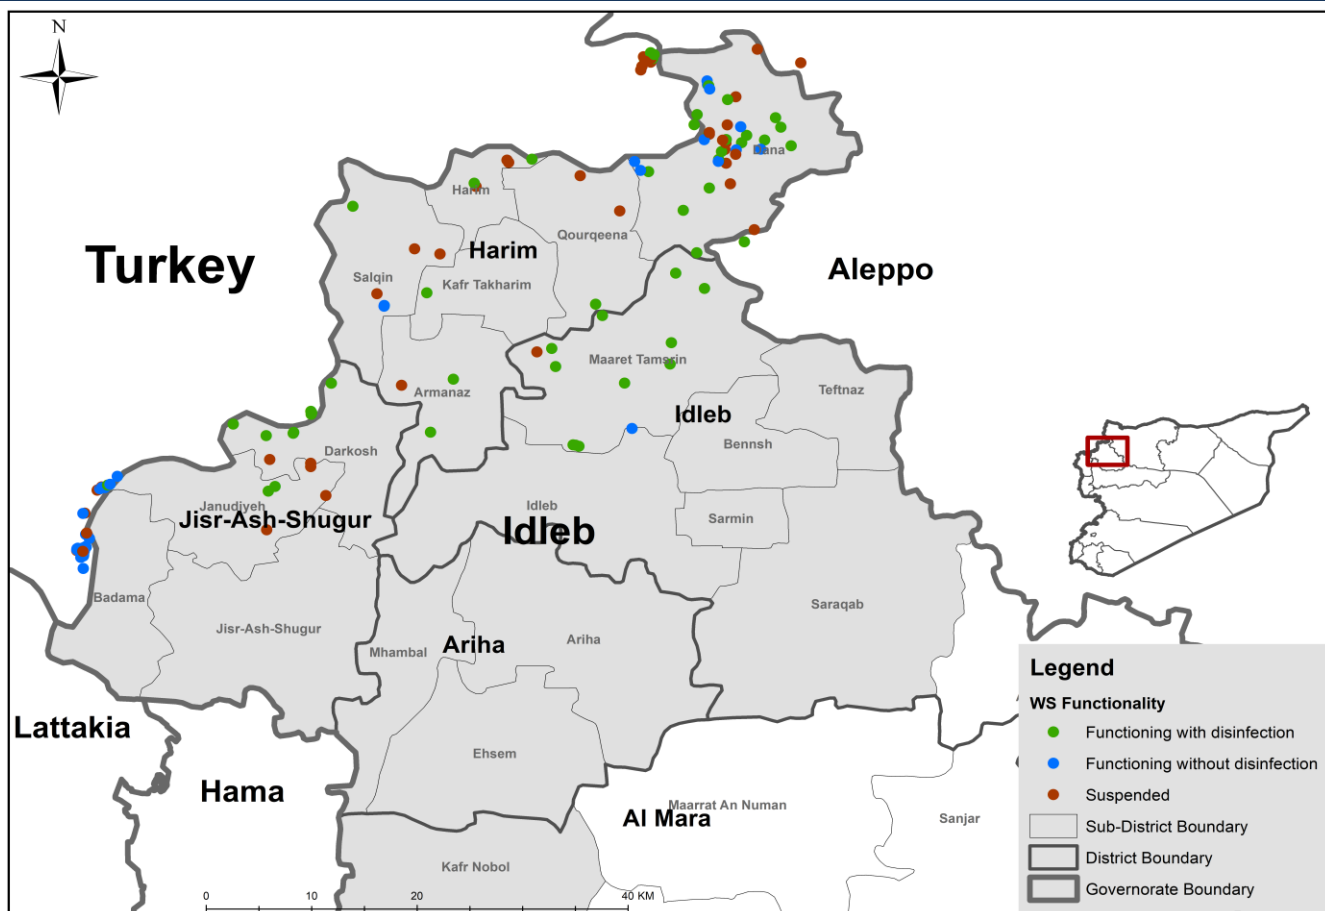 N
Dana
Harim
Harim
Qourqeena
Turkey
Aleppo
Salqin
Kafr Takharim
Maaret Tamsrin
Teftnaz
Armanaz
Idleb
Bennsh
Darkosh
Janudiyeh
Jisr-Ash-Shugur
Idleb
Idleb
Sarmin
Badama
Saraqab
Jisr-Ash-Shugur
Ariha
Ariha
Mhambal
Lattakia
Ehsem
Hama
Maarrat An Numan
Al Mara
Sanjar
Kafr Nobol
0 10 20 40 KM
Legend
WS Functionality
Functioning with disinfection
Functioning without disinfection
Suspended
Sub-District Boundary
District Boundary
Governorate Boundary